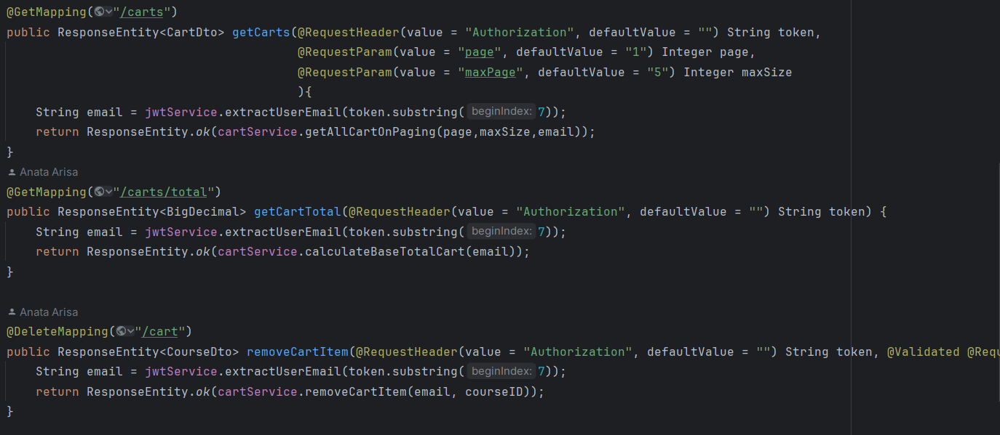 @GetMapping("/carts")
public ResponseEntity<CartDto> getCarts(@RequestHeader(value = "Authorization", defaultValue = "") String token,
@RequestParam(value = "page", defaultValue = "1") Integer page,
@RequestParam(value = "maxPage", defaultValue = "5") Integer maxSize
){
String email = jwtService.extractUserEmail(token.substring( beginIndex: 7));
return ResponseEntity.ok(cartService.getAllCartOnPaging(page,maxSize,email));
}
Anata Arisa
@GetMapping("/carts/total")
public ResponseEntity<BigDecimal> getCartTotal(@RequestHeader(value = "Authorization", defaultValue = "") String token) {
String email = jwtService.extractUserEmail(token.substring( beginIndex: 7));
return ResponseEntity.ok(cartService.calculateBaseTotalCart(email));
}
Anata Arisa
@DeleteMapping("/cart")
public ResponseEntity<CourseDto> removeCartItem(@RequestHeader(value = "Authorization", defaultValue = "") String token, @Validated
String email = jwtService.extractUserEmail(token.substring( beginIndex: 7));
return ResponseEntity.ok(cartService.removeCartItem(email, courseID));
}